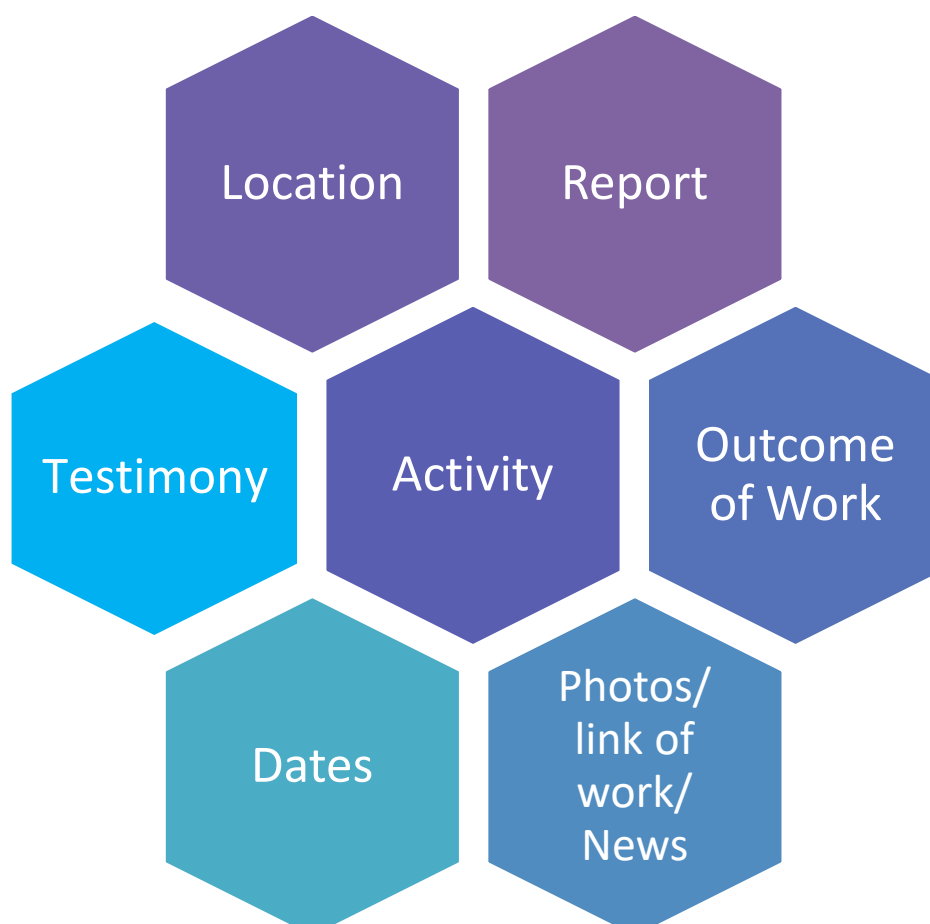 Location
Report
Testimony
Activity
Outcome
of Work
Dates
Photos/
link of
work/
News